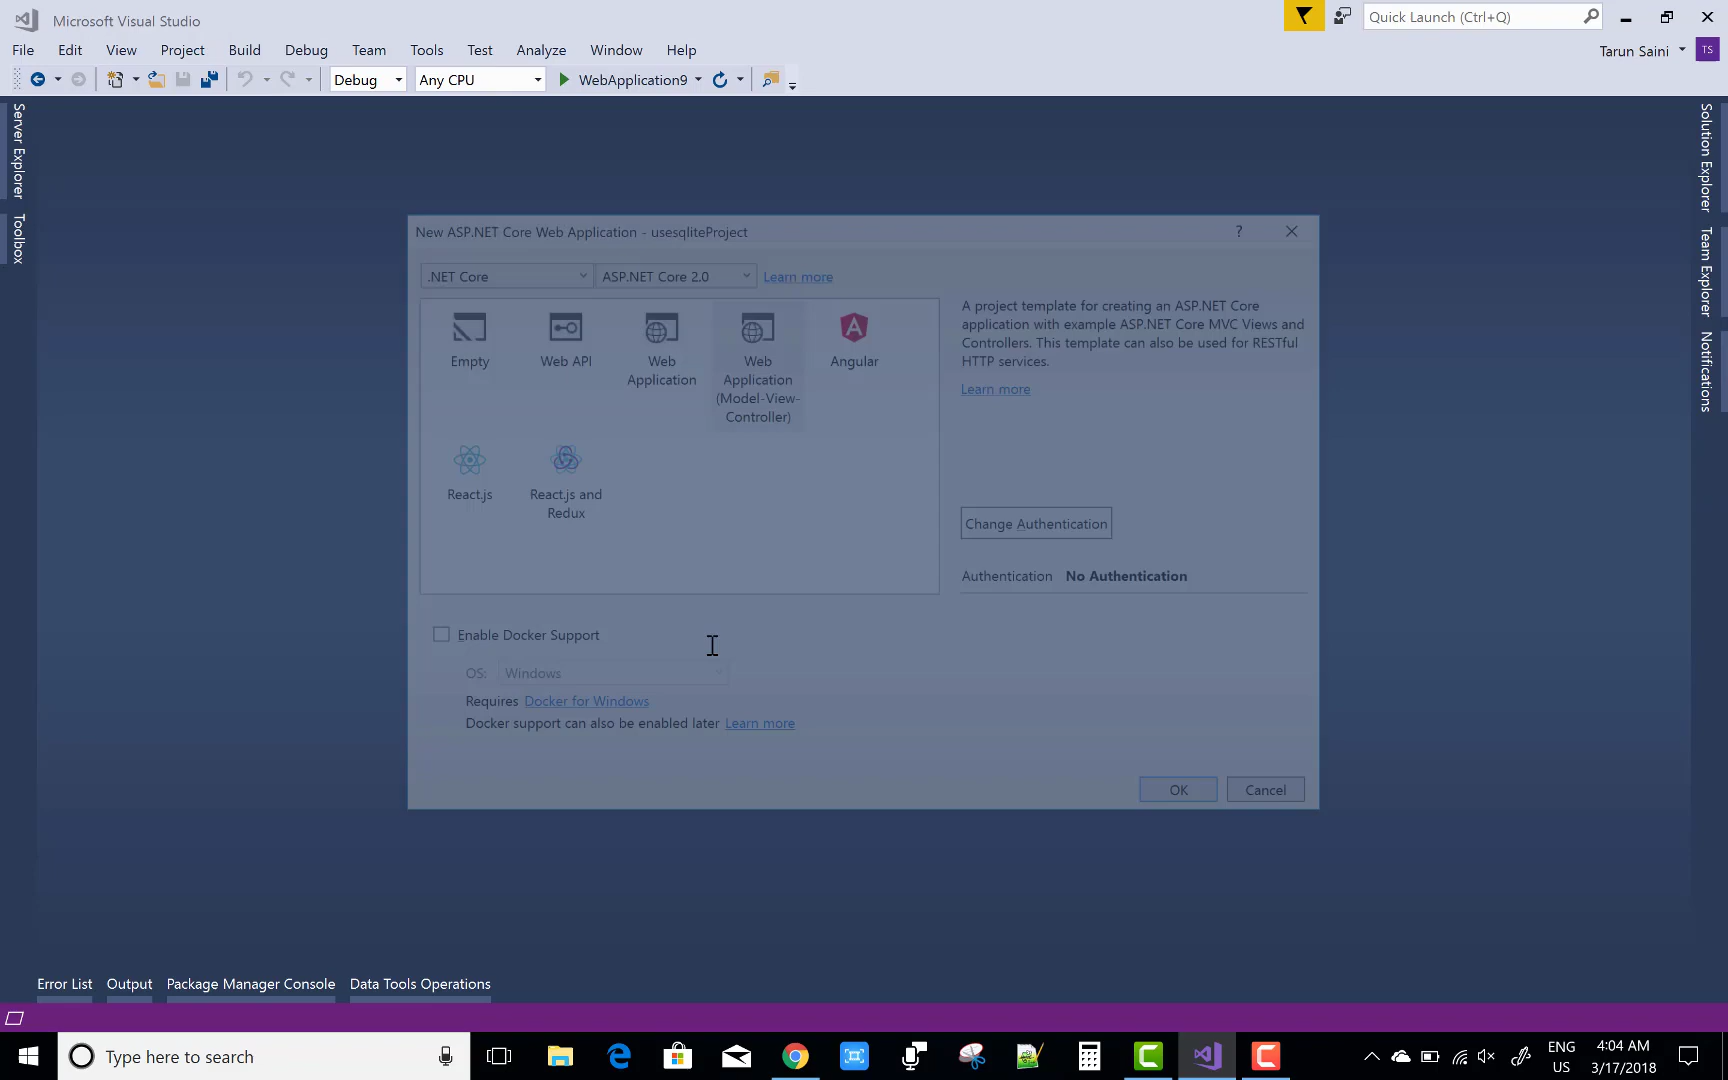 Microsoft Visual Studio
Quick Launch (Ctrl+Q)
File Edit View Project Build Debug Team Tools Test Analyze Window Help
Tarun Saini TS
Debug Any CPU WebApplication9
Server Explorer
Toolbox
Solution Explorer
Team Explorer
Notifications
New ASP.NET Core Web Application - usesqliteProject ?
.NET Core ASP.NET Core 2.0 Learn more
Empty
Web API
Web
Application
Web
Application
(Model-View-
Controller)
Angular
React.js
React.js and
Redux
A project template for creating an ASP.NET Core
application with example ASP.NET Core MVC Views and
Controllers. This template can also be used for RESTful
HTTP services.
Learn more
Change Authentication
Authentication No Authentication
Enable Docker Support
OS: Windows
Requires Docker for Windows
Docker support can also be enabled later Learn more
OK Cancel
Error List Output Package Manager Console Data Tools Operations
Type here to search
ENG
US
4:04 AM
3/17/2018